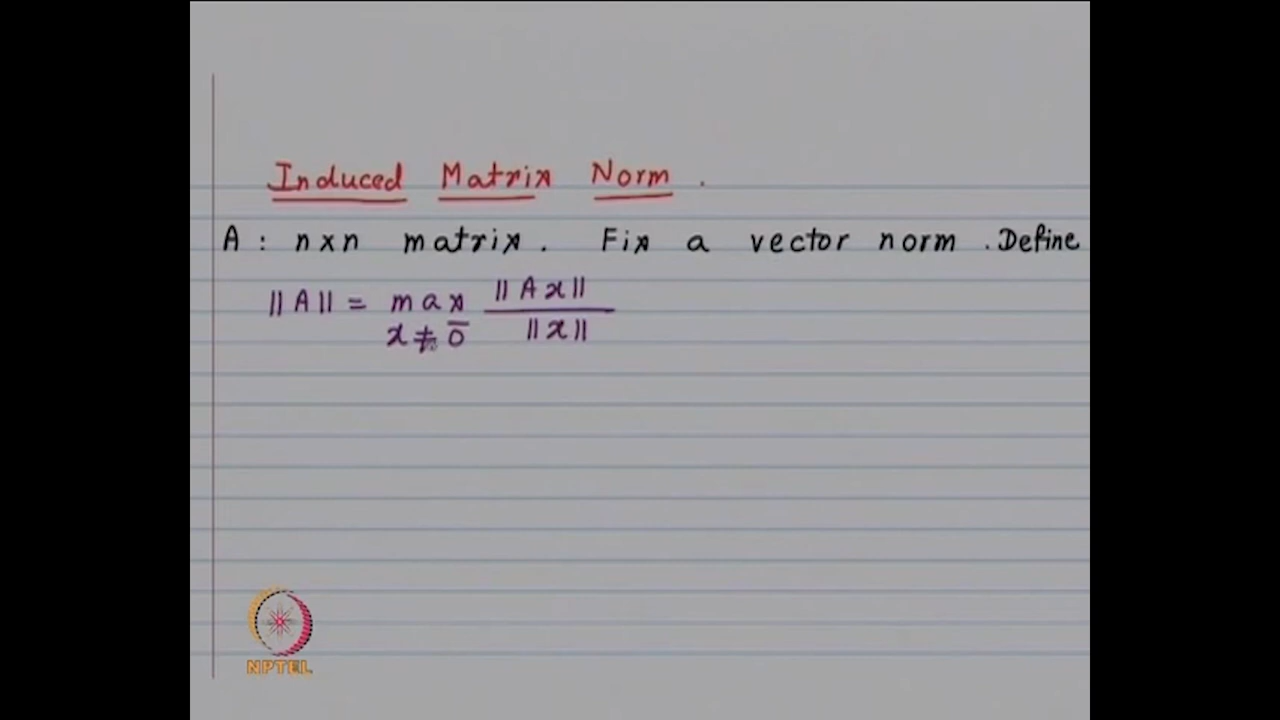 Induced Matrix Norm.
A : n x n matrix. Fix a vector norm. Define
||A|| = max ||Ax||
x ≠ 0̅ ||x||
NPTEL